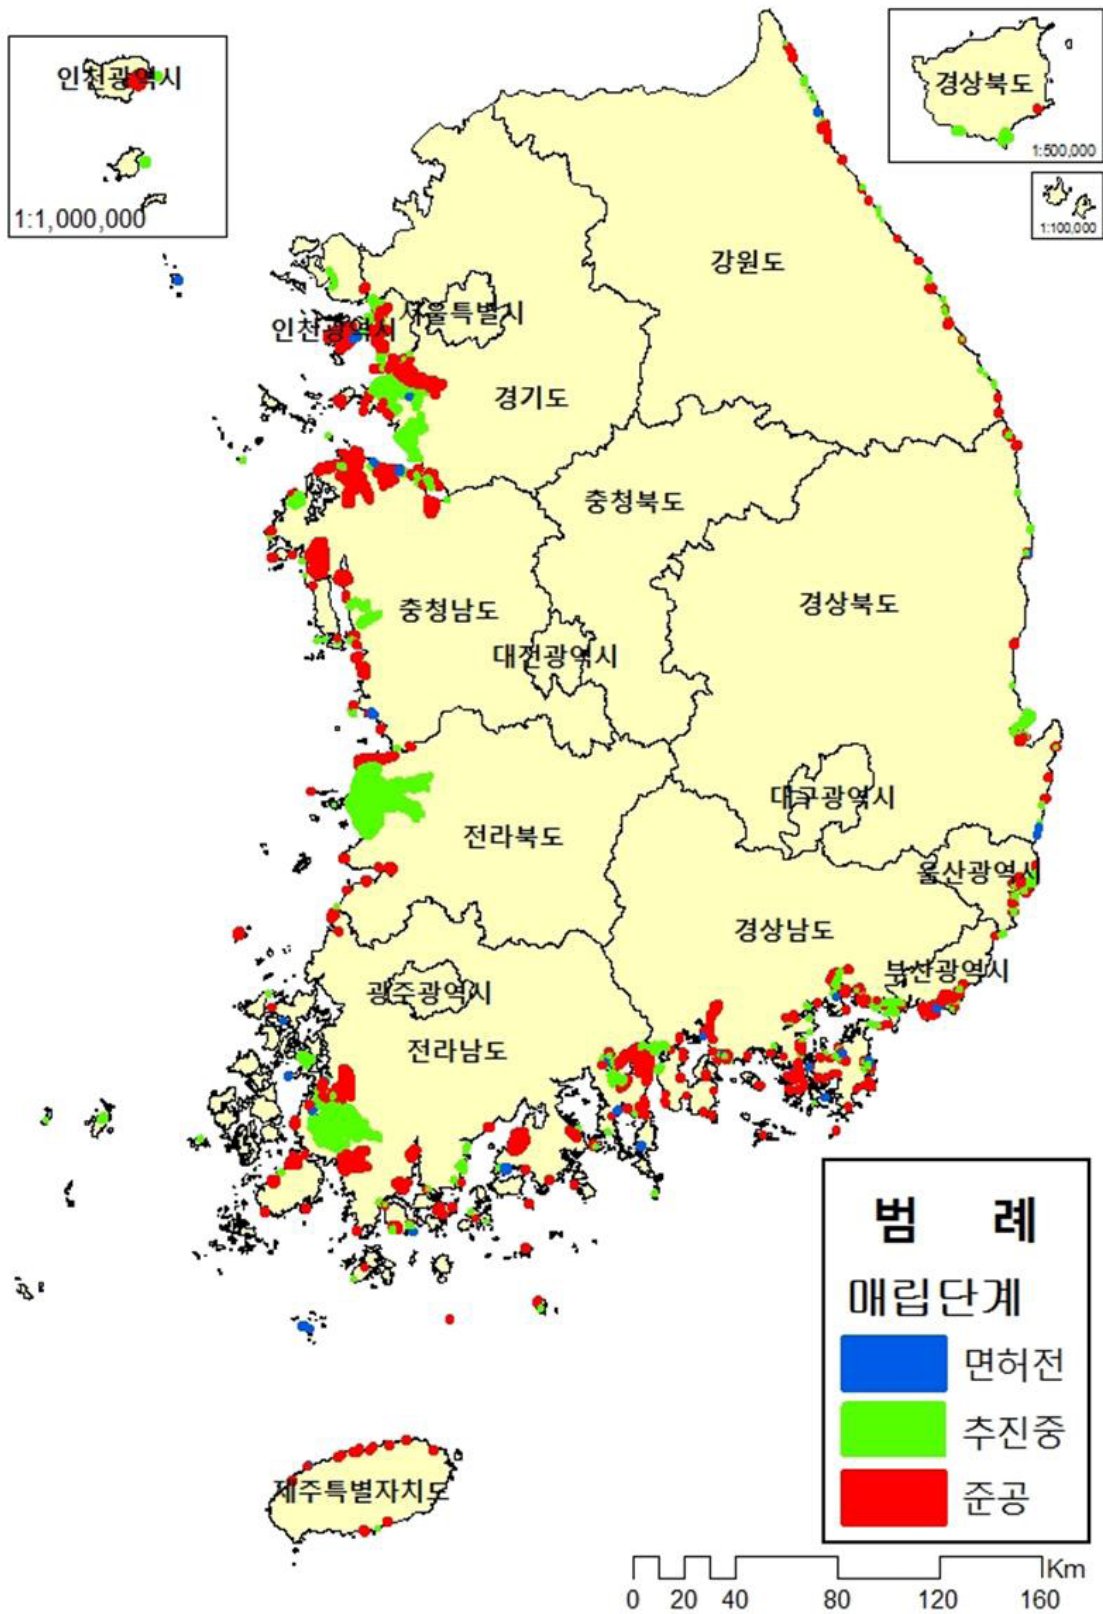 인천광역시
1:1,000,000
경상북도
1:500,000
1:100,000
강원도
서울특별시
인천광역시
경기도
충청북도
경상북도
충청남도
대전광역시
대구광역시
전라북도
울산광역시
경상남도
부산광역시
광주광역시
전라남도
제주특별자치도
범 례
매립단계
면허전
추진중
준공
Km
0 20 40 80 120 160